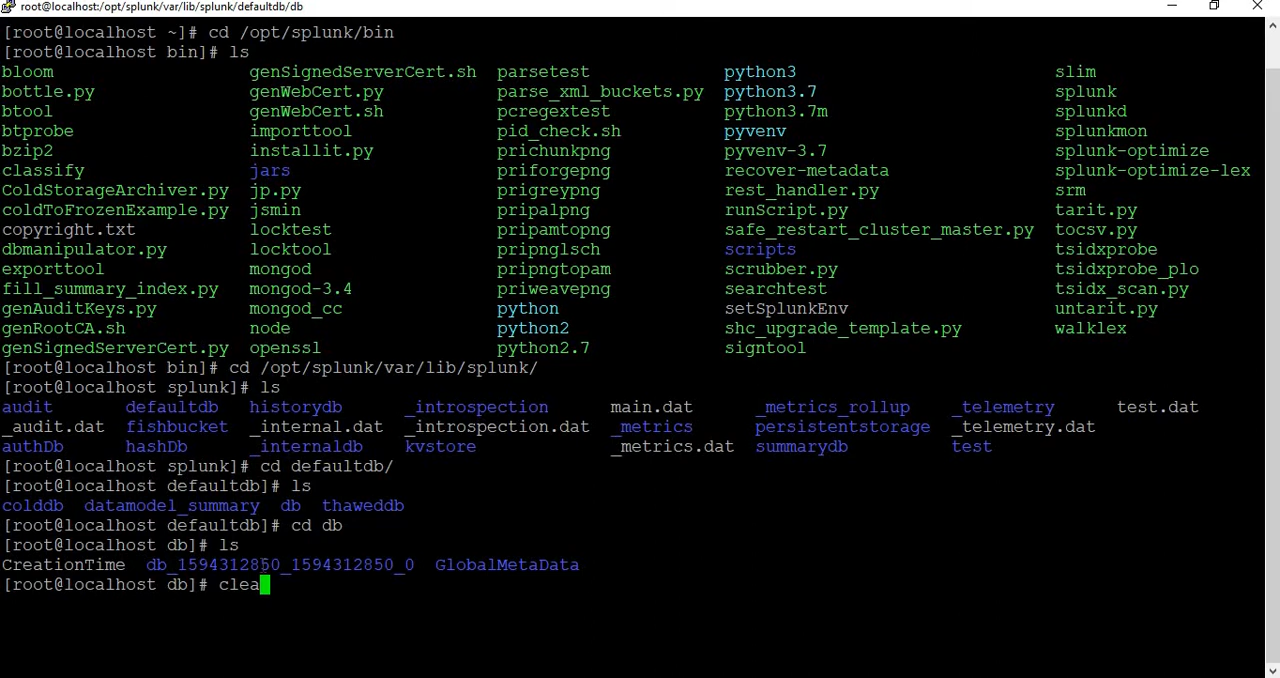 root@localhost:/opt/splunk/var/lib/splunk/defaultdb/db
[root@localhost ~]# cd /opt/splunk/bin
[root@localhost bin]# ls
bloom genSignedServerCert.sh parsetest python3 slim
bottle.py genWebCert.py parse_xml_buckets.py python3.7 splunk
btool genWebCert.sh pcregextest python3.7m splunkd
btprobe importtool pid_check.sh pyvenv splunkmon
bzip2 installit.py prichunkpng pyvenv-3.7 splunk-optimize
classify jars priforgepng recover-metadata splunk-optimize-lex
ColdStorageArchiver.py jp.py prigreypng rest_handler.py srm
coldToFrozenExample.py jsmin pripalpng runScript.py tarit.py
copyright.txt locktest pripamtopng safe_restart_cluster_master.py tocsv.py
dbmanipulator.py locktool pripnglsch scripts tsidxprobe
exporttool mongod pripngtopam scrubber.py tsidxprobe_plo
fill_summary_index.py mongod-3.4 priweavepng searchtest tsidx_scan.py
genAuditKeys.py mongod_cc python setSplunkEnv untarit.py
genRootCA.sh node python2 shc_upgrade_template.py walklex
genSignedServerCert.py openssl python2.7 signtool
[root@localhost bin]# cd /opt/splunk/var/lib/splunk/
[root@localhost splunk]# ls
audit defaultdb historydb _introspection main.dat _metrics_rollup _telemetry test.dat
_audit.dat fishbucket _internal.dat _introspection.dat _metrics persistentstorage _telemetry.dat
authDb hashDb _internaldb kvstore _metrics.dat summarydb test
[root@localhost splunk]# cd defaultdb/
[root@localhost defaultdb]# ls
colddb datamodel_summary db thaweddb
[root@localhost defaultdb]# cd db
[root@localhost db]# ls
CreationTime db_1594312850_1594312850_0 GlobalMetaData
[root@localhost db]# clea